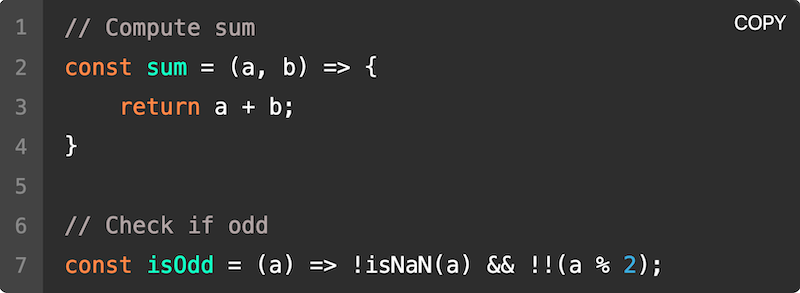 COPY
1 // Compute sum
2 const sum = (a, b) => {
3     return a + b;
4 }
5
6 // Check if odd
7 const isOdd = (a) => !isNaN(a) && !!(a % 2);